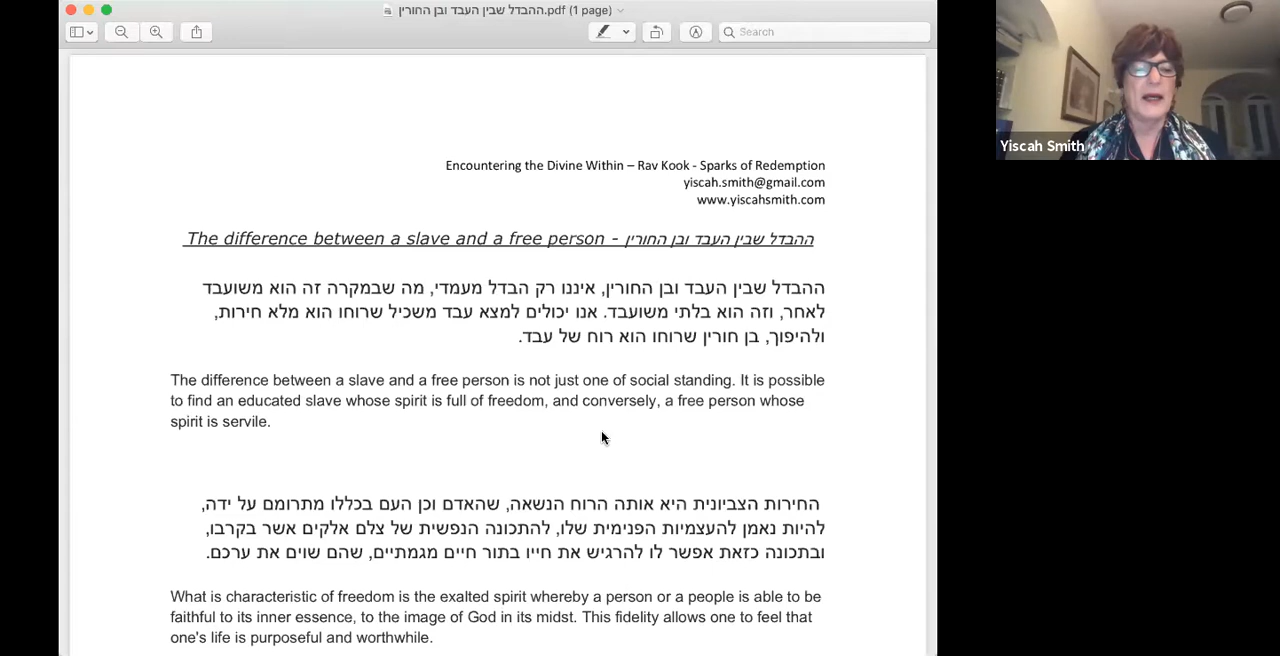 ההבדל שבין העבד ובן החורין.pdf (1 page)
Search
Yiscah Smith
Encountering the Divine Within – Rav Kook - Sparks of Redemption
yiscah.smith@gmail.com
www.yiscahsmith.com
The difference between a slave and a free person - ההבדל שבין העבד ובן החורין
ההבדל שבין העבד ובן החורין, איננו רק הבדל מעמדי, מה שבמקרה זה הוא משועבד
לאחר, וזה הוא בלתי משועבד. אנו יכולים למצא עבד משכיל שרוחו הוא מלא חירות,
ולהיפוך, בן חורין שרוחו הוא רוח של עבד.
The difference between a slave and a free person is not just one of social standing. It is possible
to find an educated slave whose spirit is full of freedom, and conversely, a free person whose
spirit is servile.
החירות הצביונית היא אותה הרוח הנשאה, שהאדם וכן העם בכללו מתרומם על ידה,
להיות נאמן להעצמיות הפנימית שלו, להתכונה הנפשית של צלם אלקים אשר בקרבו,
ובתכונה כזאת אפשר לו להרגיש את חייו בתור חיים מגמתיים, שהם שוים את ערכם.
What is characteristic of freedom is the exalted spirit whereby a person or a people is able to be
faithful to its inner essence, to the image of God in its midst. This fidelity allows one to feel that
one's life is purposeful and worthwhile.